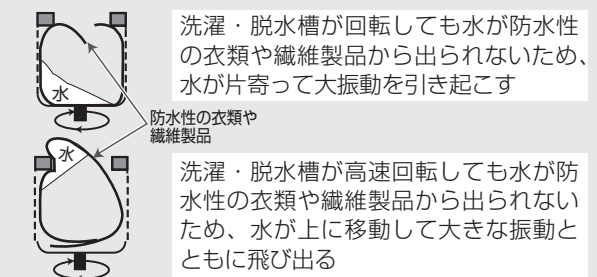 洗濯・脱水槽が回転しても水が防水性
の衣類や繊維製品から出られないため、
水が片寄って大振動を引き起こす
水
防水性の衣類や
繊維製品
水
洗濯・脱水槽が高速回転しても水が防
水性の衣類や繊維製品から出られない
ため、水が上に移動して大きな振動と
ともに飛び出る